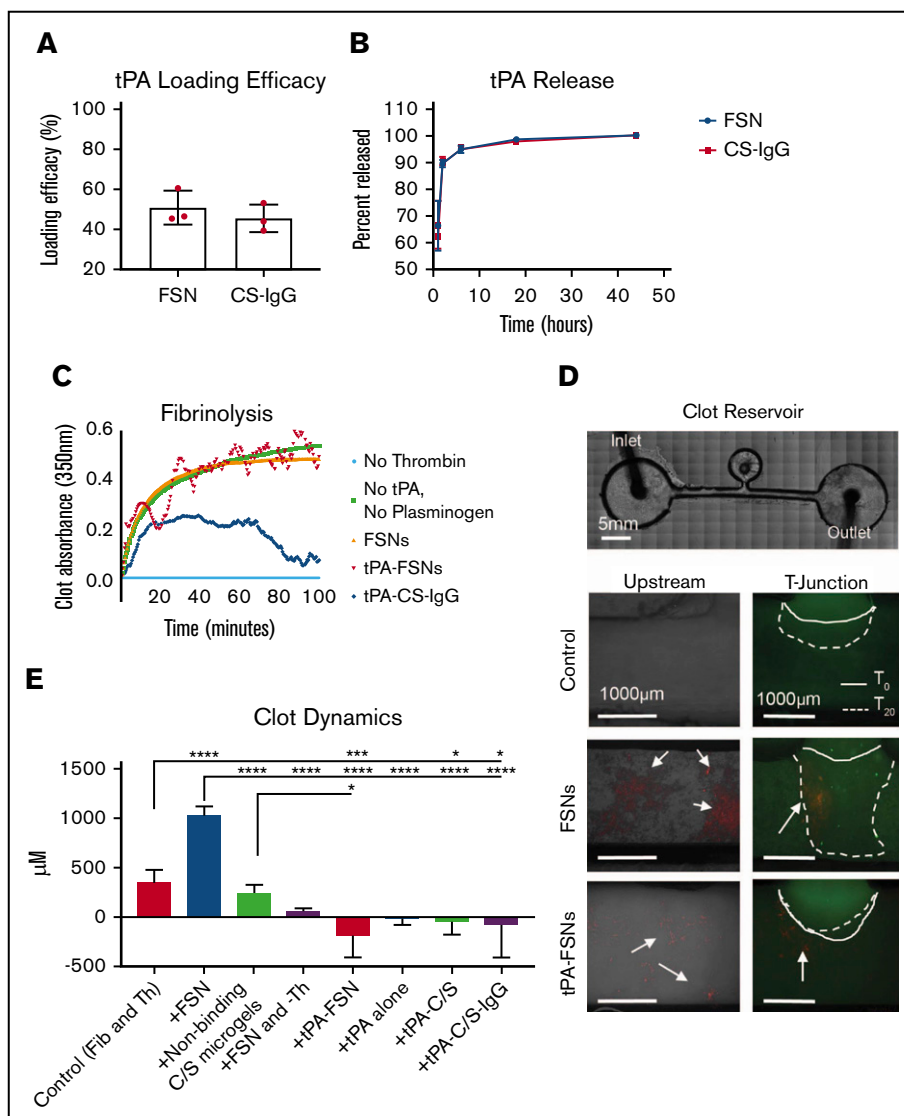 A
tPA Loading Efficacy
Loading efficacy (%)
100
80
60
40
20
FSN
CS-IgG
B
tPA Release
Percent released
110
100
90
80
70
60
50
0
10
20
30
40
50
Time (hours)
FSN
CS-IgG
C
Fibrinolysis
Clot absorbance (350nm)
0.6
0.4
0.2
0.0
20
40
60
80
100
Time (minutes)
No Thrombin
No tPA,
No Plasminogen
FSNs
tPA-FSNs
tPA-CS-IgG
D
Clot Reservoir
Inlet
5mm
Outlet
Upstream
T-Junction
Control
1000μm
1000μm
T0
T20
FSNs
tPA-FSNs
E
Clot Dynamics
μM
1500
1000
500
0
-500
**** *** * *
**** **** **** **** **** ****
*
Control (Fib and Th)
+FSN
+Non-binding
C/S microgels
+FSN and -Th
+tPA-FSN
+tPA alone
+tPA-C/S
+tPA-C/S-IgG